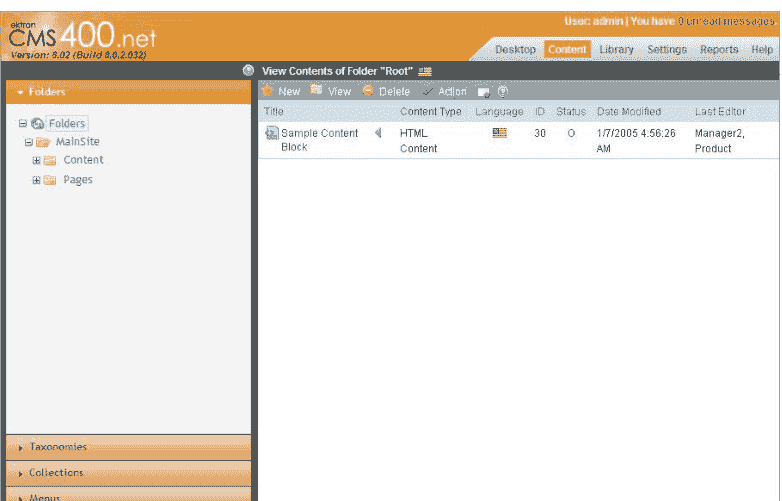 ektron
CMS400.net
Version: 8.02 (Build 8.0.2.032)
User: admin | You have 0 unread messages
Desktop Content Library Settings Reports Help
View Contents of Folder "Root"
Folders
New View Delete Action
Title Content Type Language ID Status Date Modified Last Editor
Folders
MainSite
Content
Pages
Sample Content HTML 30 O 1/7/2005 4:56:26 Manager2,
Block Content AM Product
Taxonomies
Collections
Menus